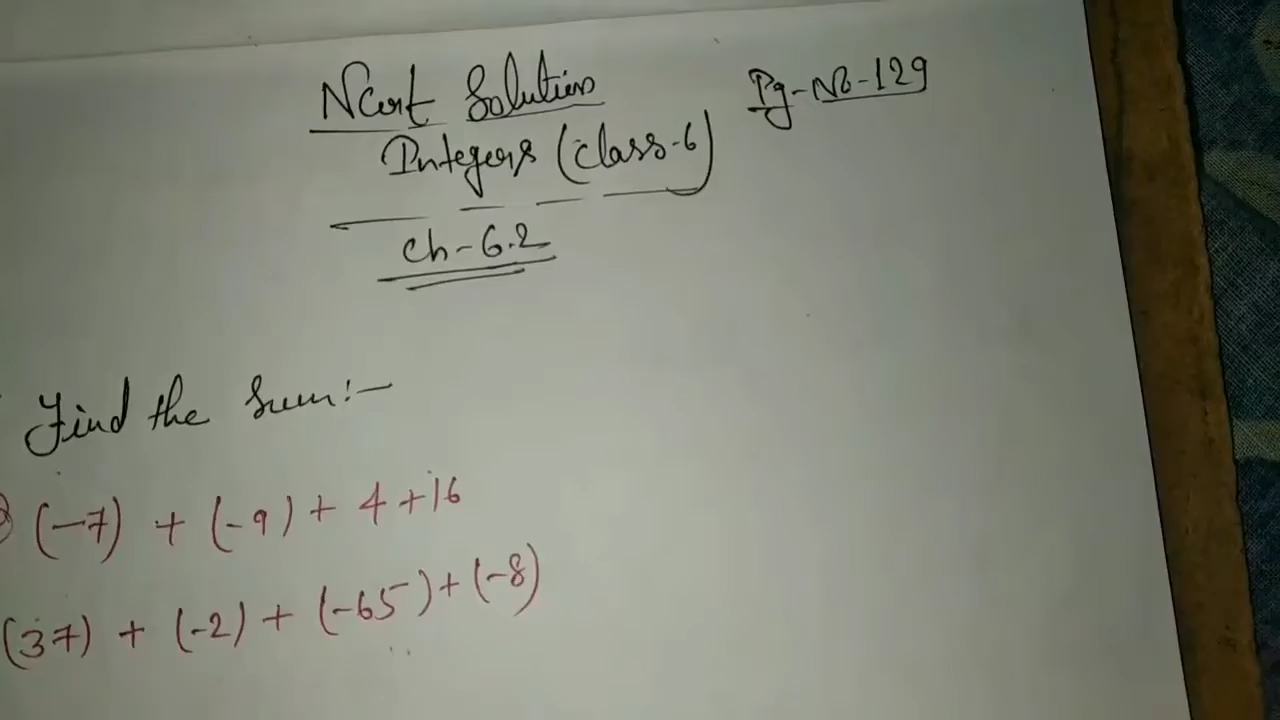 Ncert Solution Pg-No-129
Integers (class-6)
Ch-6.2
Find the Sum:-
(-7) + (-9) + 4 + 16
(37) + (-2) + (-65) + (-8)